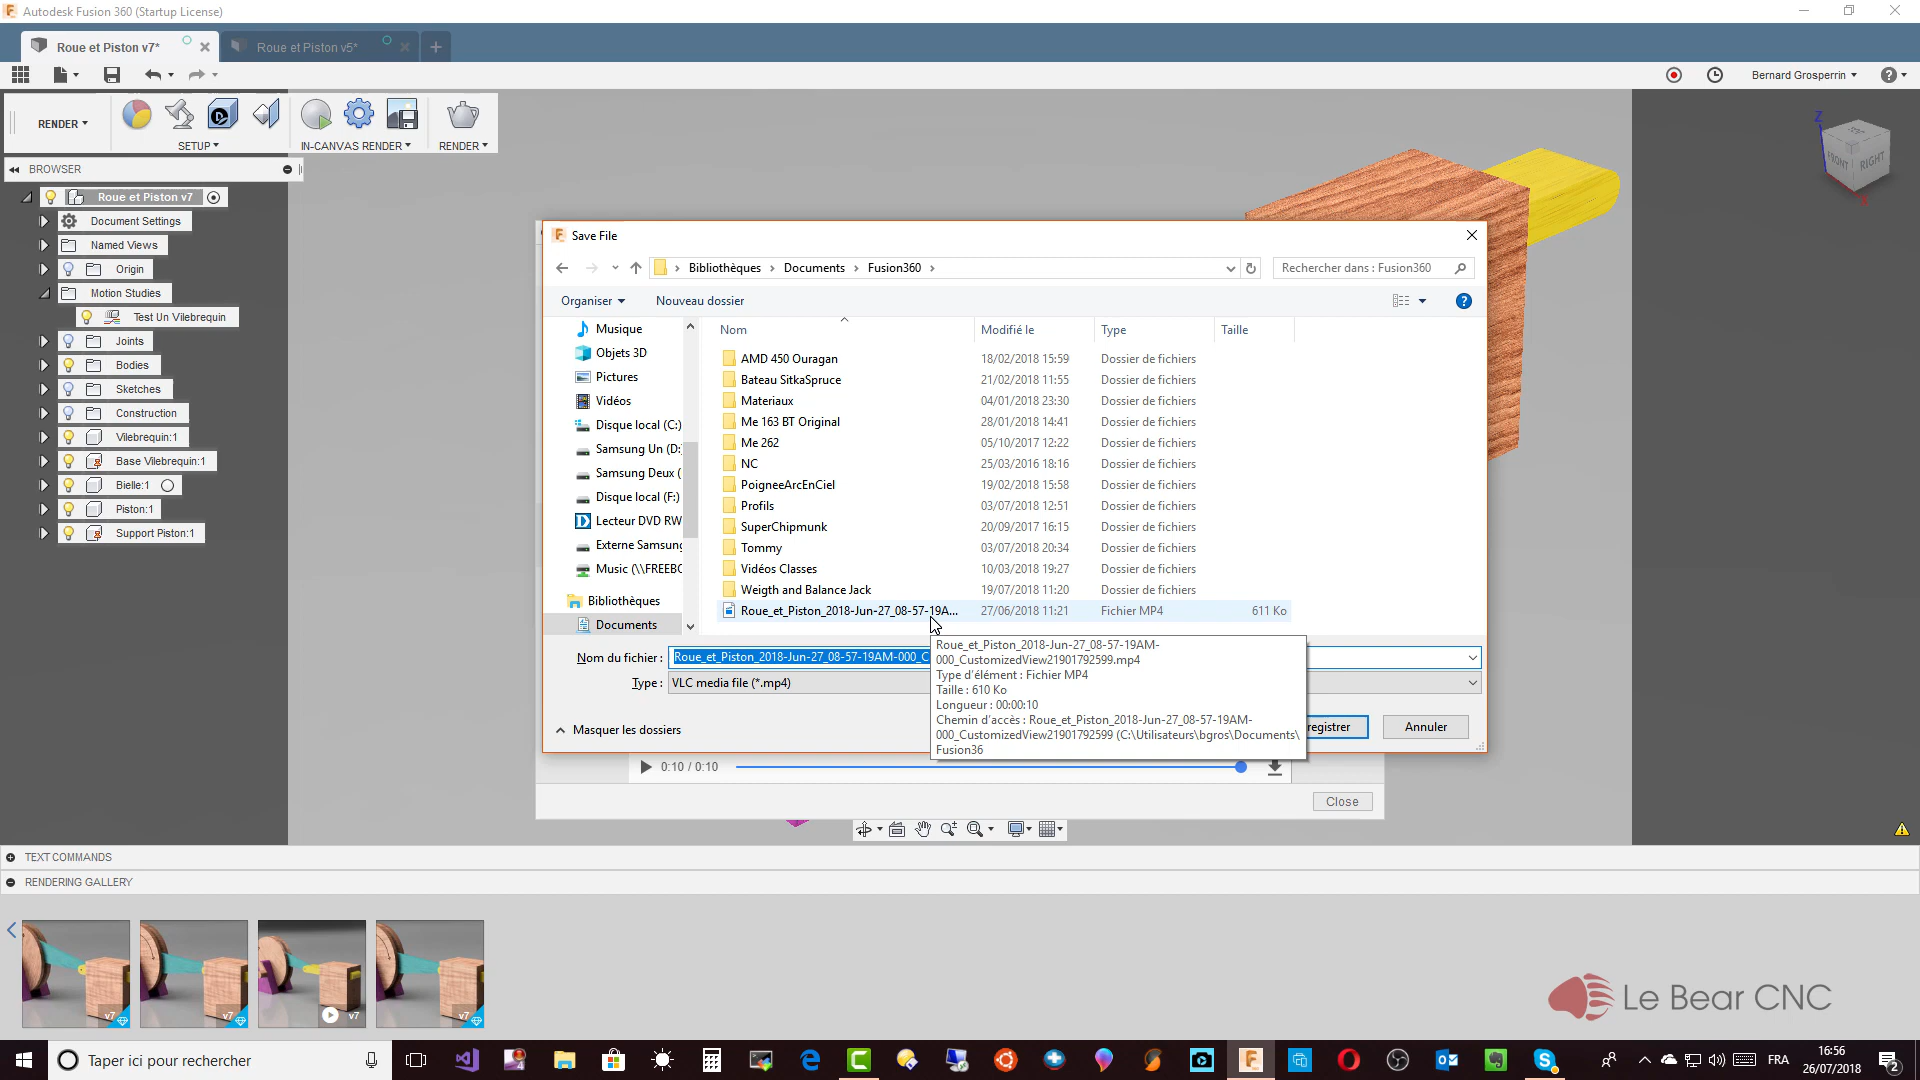 Autodesk Fusion 360 (Startup License)
Roue et Piston v7*
Roue et Piston v5*
Bernard Grosperrin
RENDER
SETUP
IN-CANVAS RENDER
RENDER
BROWSER
Roue et Piston v7
Document Settings
Named Views
Origin
Motion Studies
Test Un Vilebrequin
Joints
Bodies
Sketches
Construction
Vilebrequin:1
Base Vilebrequin:1
Bielle:1
Piston:1
Support Piston:1
Z
FRONT RIGHT
X
Save File
Bibliothèques > Documents > Fusion360 >
Rechercher dans : Fusion360
Organiser
Nouveau dossier
Musique
Objets 3D
Pictures
Vidéos
Disque local (C:)
Samsung Un (D:
Samsung Deux (
Disque local (F:)
Lecteur DVD RW
Externe Samsung
Music (\\FREEBO
Bibliothèques
Documents
Nom Modifié le Type Taille
AMD 450 Ouragan 18/02/2018 15:59 Dossier de fichiers
Bateau SitkaSpruce 21/02/2018 11:55 Dossier de fichiers
Materiaux 04/01/2018 23:30 Dossier de fichiers
Me 163 BT Original 28/01/2018 14:41 Dossier de fichiers
Me 262 05/10/2017 12:22 Dossier de fichiers
NC 25/03/2016 18:16 Dossier de fichiers
PoigneeArcEnCiel 19/02/2018 15:58 Dossier de fichiers
Profils 03/07/2018 12:51 Dossier de fichiers
SuperChipmunk 20/09/2017 16:15 Dossier de fichiers
Tommy 03/07/2018 20:34 Dossier de fichiers
Vidéos Classes 10/03/2018 19:27 Dossier de fichiers
Weigth and Balance Jack 19/07/2018 11:20 Dossier de fichiers
Roue_et_Piston_2018-Jun-27_08-57-19A... 27/06/2018 11:21 Fichier MP4 611 Ko
Nom du fichier : Roue_et_Piston_2018-Jun-27_08-57-19AM-000_C
Type : VLC media file (*.mp4)
Roue_et_Piston_2018-Jun-27_08-57-19AM-
000_CustomizedView21901792599.mp4
Type d'élément : Fichier MP4
Taille : 610 Ko
Longueur : 00:00:10
Chemin d'accès : Roue_et_Piston_2018-Jun-27_08-57-19AM-
000_CustomizedView21901792599 (C:\Utilisateurs\bgros\Documents\
Fusion36
Masquer les dossiers
registrer
Annuler
0:10 / 0:10
Close
TEXT COMMANDS
RENDERING GALLERY
v7
v7
v7
v7
Le Bear CNC
Taper ici pour rechercher
FRA
16:56
26/07/2018
2